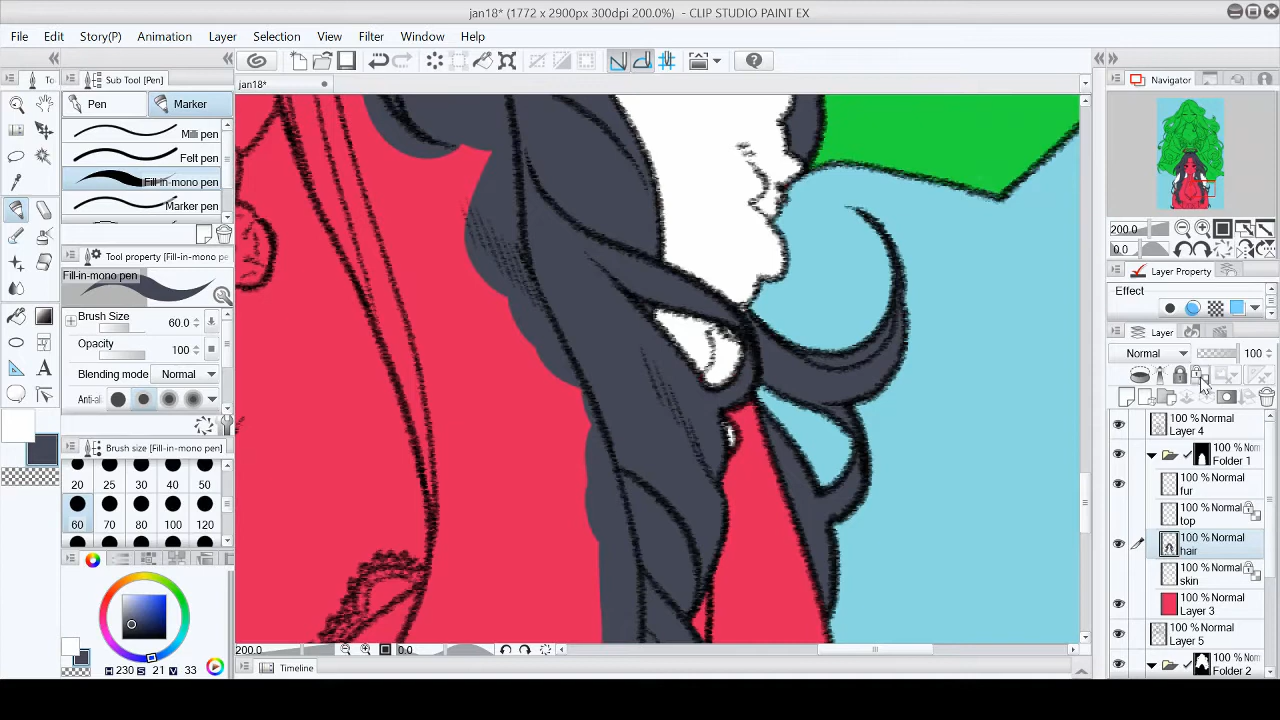 jan18* (1772 x 2900px 300dpi 200.0%)  - CLIP STUDIO PAINT EX
File Edit Story(P) Animation Layer Selection View Filter Window Help
To Sub Tool [Pen] jan18* Navigator
Pen Marker
Milli pen
Felt pen
Fill-in-mono pen
Marker pen
Tool property [Fill-in-mono pe
Fill-in-mono pen
Brush Size 60.0
Opacity 100
Blending mode Normal
Anti-al
Brush size [Fill-in-mono pen]
20 25 30 40 50
60 70 80 100 120
H 230 S 21 V 33
200.0 0.0
Timeline
200.0
0.0
Layer Property
Effect
Layer
Normal 100
100 % Normal
Layer 4
100 % Norm
Folder 1
100 % Normal
fur
100 % Normal
top
100 % Normal
hair
100 % Normal
skin
100 % Normal
Layer 3
100 % Normal
Layer 5
100 % Norm
Folder 2